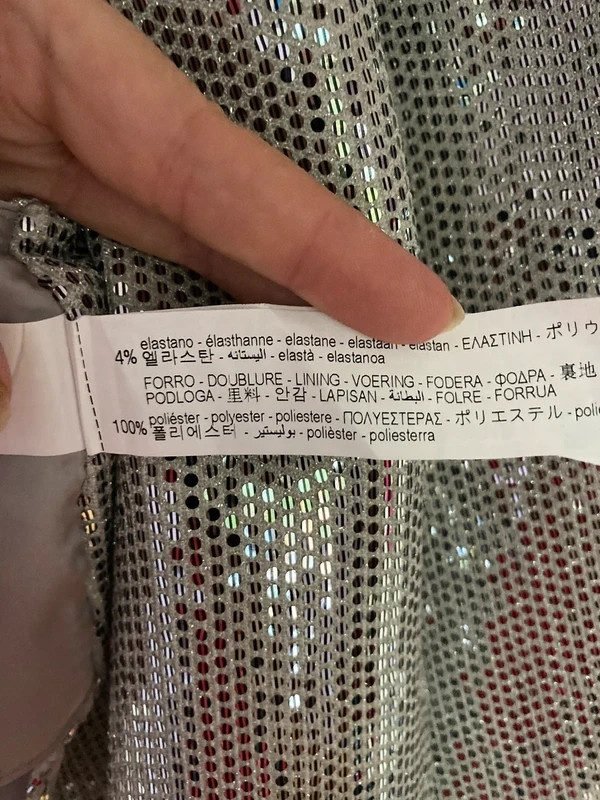 elastano - élasthanne - elastane - elastaan - elastan - ΕΛΑΣΤΙΝΗ - ポリウ
4% 엘라스탄 - اليستانه - elastà - elastanoa
FORRO - DOUBLURE - LINING - VOERING - FODERA - ΦΟΔΡΑ - 裏地
PODLOGA - 里料 - 안감 - LAPISAN - البطانة - FOLRE - FORRUA
100% poliéster - polyester - poliestere - ΠΟΛΥΕΣΤΕΡΑΣ - ポリエステル - polie
폴리에스터 - بوليستير - polièster - poliesterra